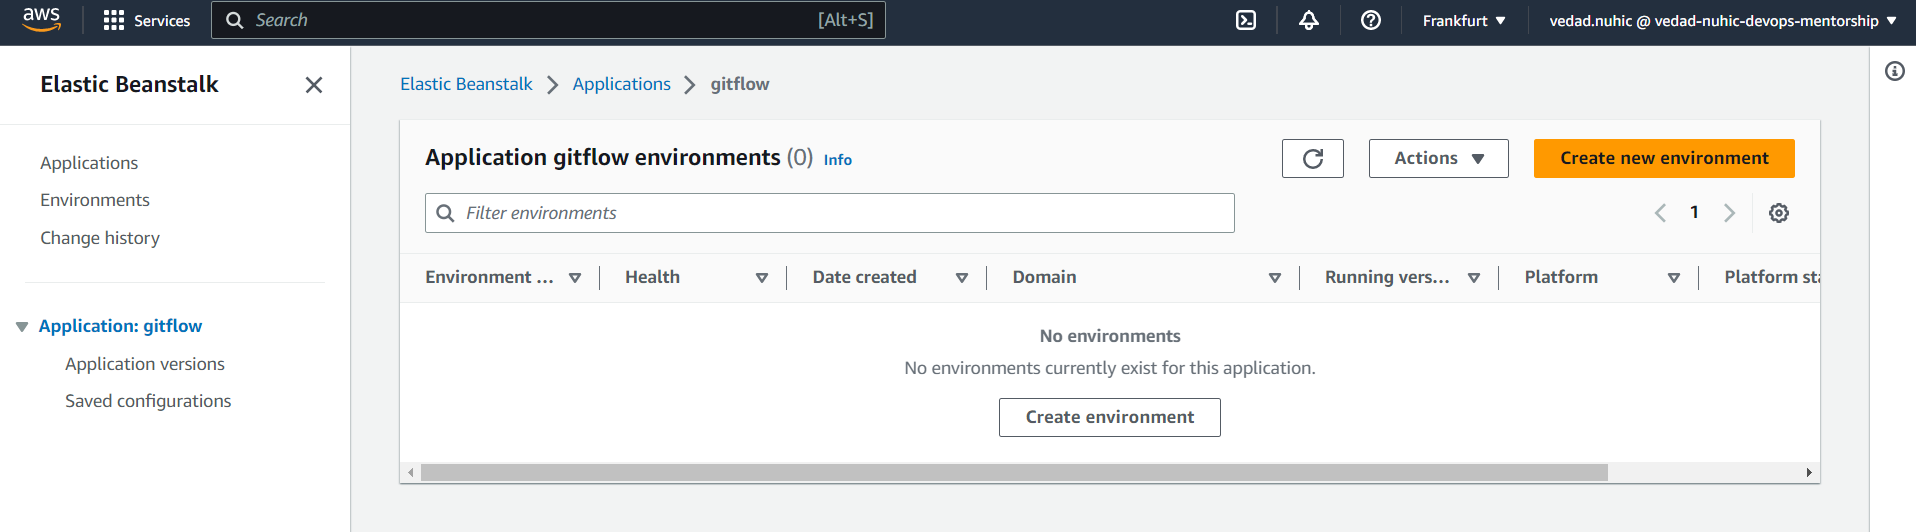 aws
Services
Search
[Alt+S]
Frankfurt
vedad.nuhic @ vedad-nuhic-devops-mentorship
Elastic Beanstalk
Applications
Environments
Change history
Application: gitflow
Application versions
Saved configurations
Elastic Beanstalk
Applications
gitflow
Application gitflow environments (0) Info
Actions
Create new environment
Filter environments
1
Environment ...
Health
Date created
Domain
Running vers...
Platform
Platform sta
No environments
No environments currently exist for this application.
Create environment